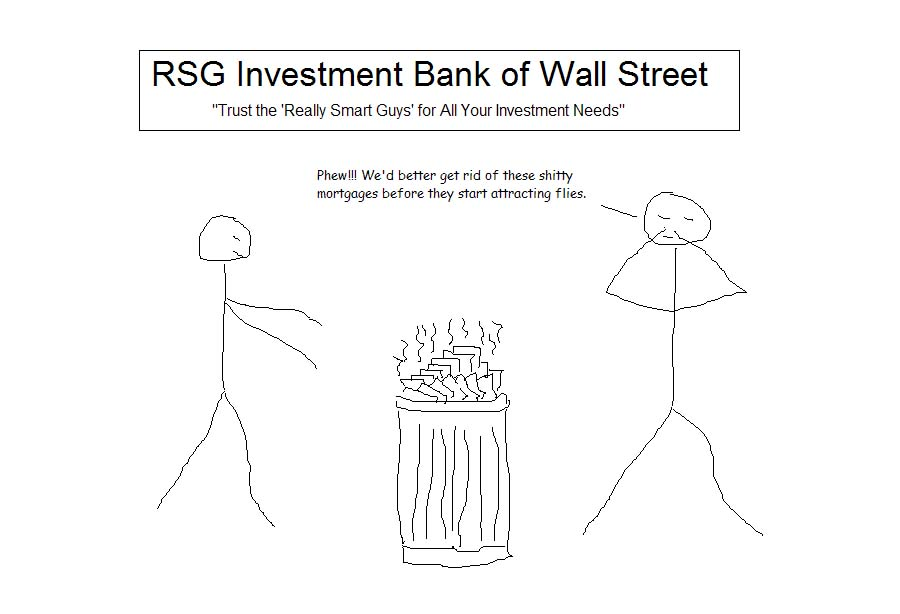 RSG Investment Bank of Wall Street
"Trust the 'Really Smart Guys' for All Your Investment Needs"
Phew!!! We'd better get rid of these shitty
mortgages before they start attracting flies.